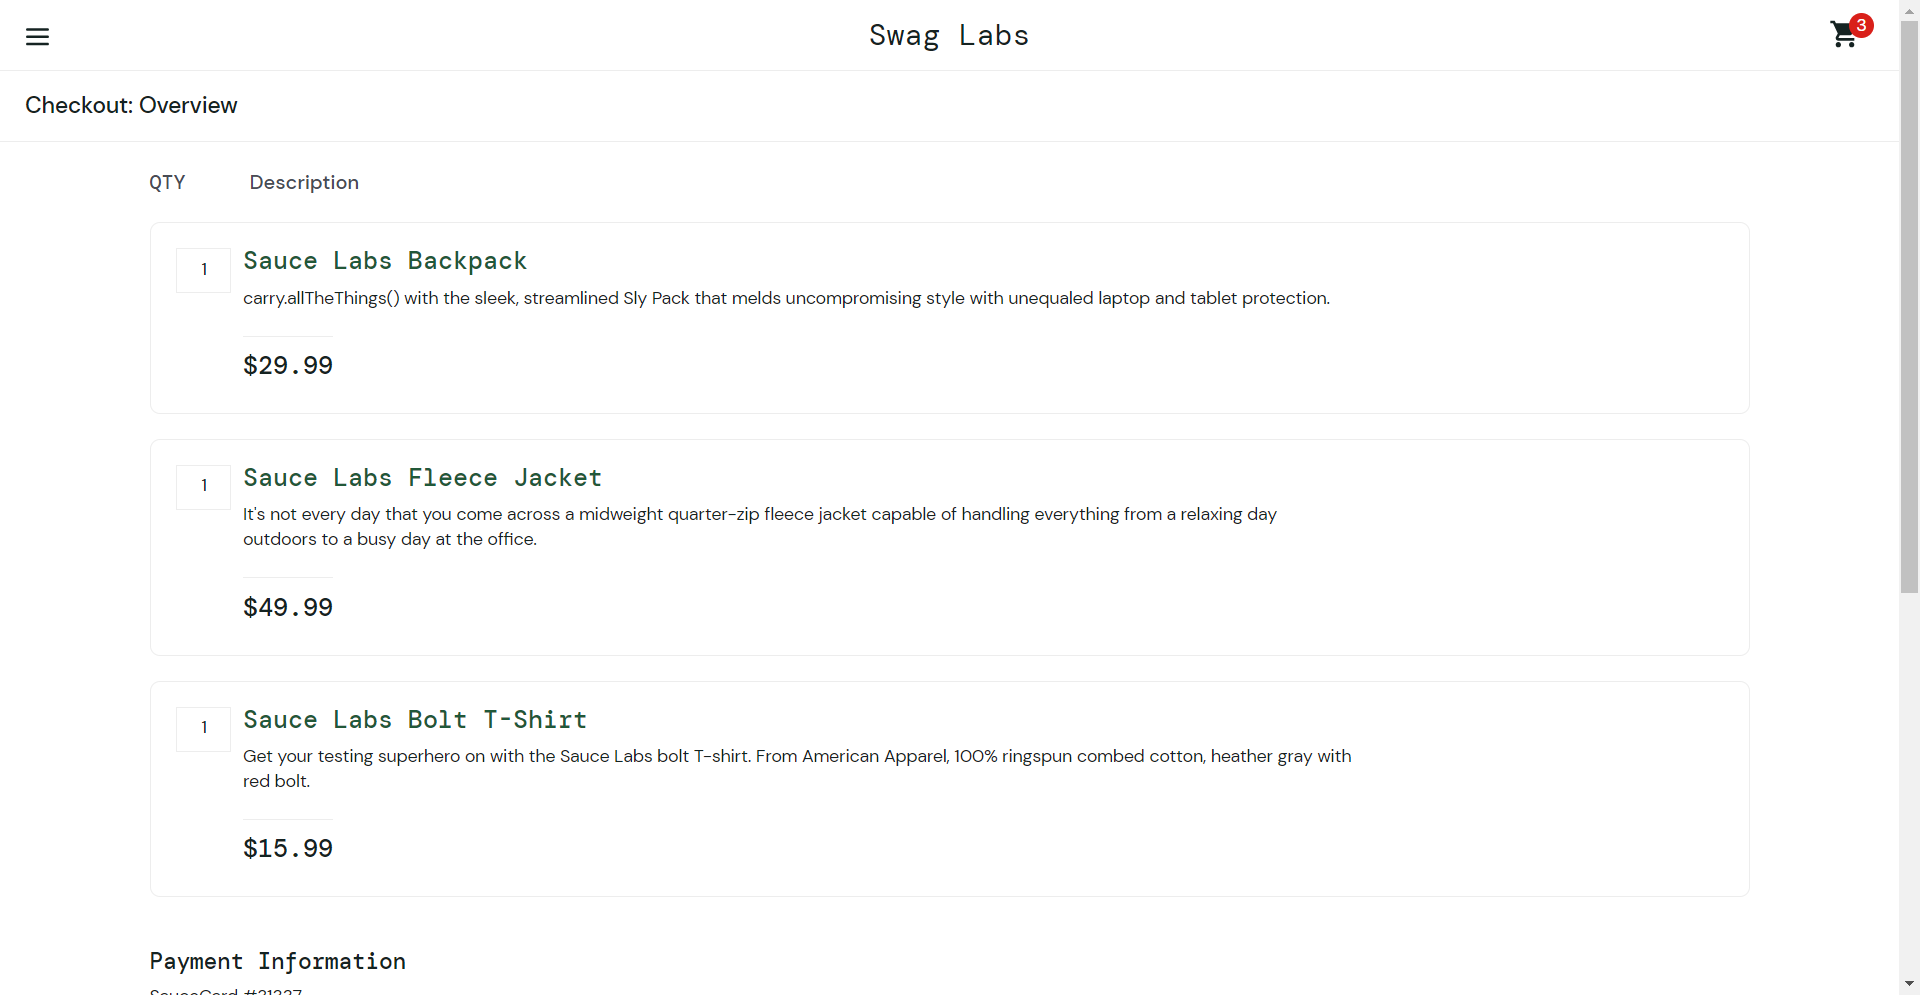 Swag Labs
3
Checkout: Overview
QTY Description
1
Sauce Labs Backpack
carry.allTheThings() with the sleek, streamlined Sly Pack that melds uncompromising style with unequaled laptop and tablet protection.
$29.99
1
Sauce Labs Fleece Jacket
It's not every day that you come across a midweight quarter-zip fleece jacket capable of handling everything from a relaxing day
outdoors to a busy day at the office.
$49.99
1
Sauce Labs Bolt T-Shirt
Get your testing superhero on with the Sauce Labs bolt T-shirt. From American Apparel, 100% ringspun combed cotton, heather gray with
red bolt.
$15.99
Payment Information
SauceCard #31337